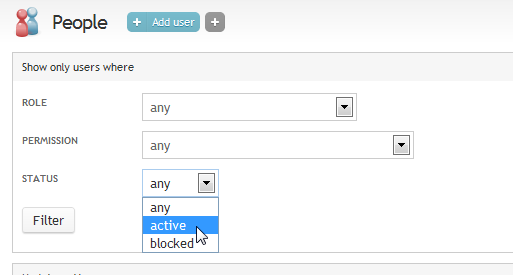 People
+ Add user
+
Show only users where
ROLE
any
PERMISSION
any
STATUS
any
any
active
blocked
Filter